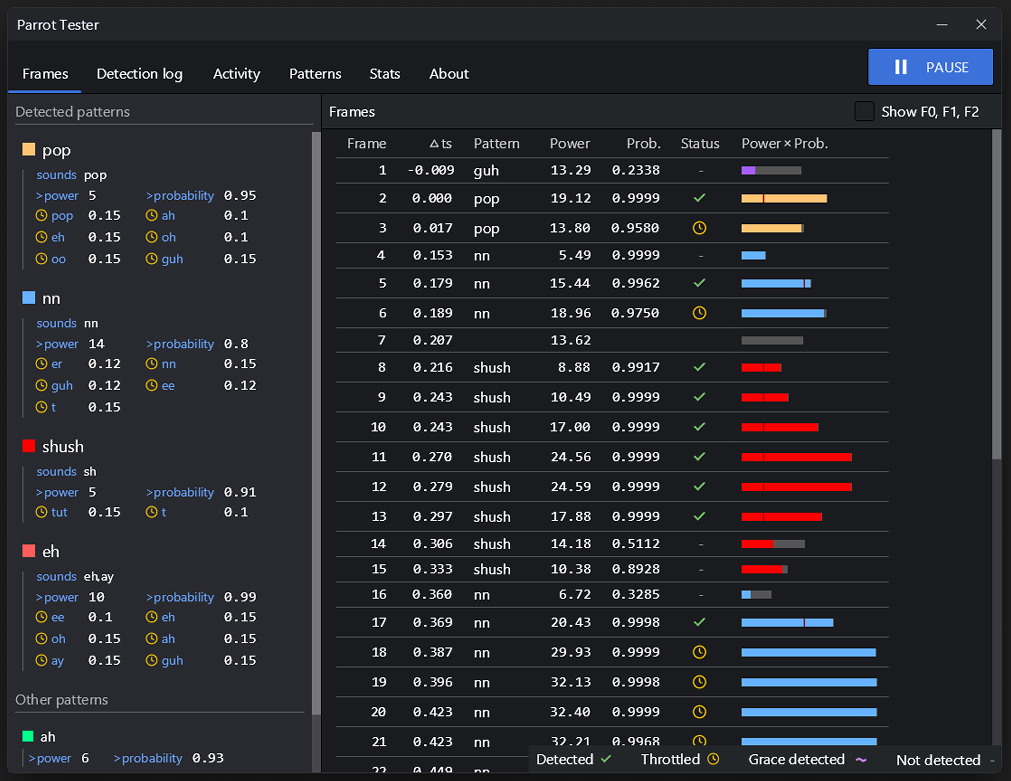 Parrot Tester
Frames Detection log Activity Patterns Stats About PAUSE
Detected patterns
pop
sounds pop
>power 5 >probability 0.95
pop 0.15 ah 0.1
eh 0.15 oh 0.1
oo 0.15 guh 0.15
nn
sounds nn
>power 14 >probability 0.8
er 0.12 nn 0.15
guh 0.12 ee 0.12
t 0.15
shush
sounds sh
>power 5 >probability 0.91
tut 0.15 t 0.1
eh
sounds eh,ay
>power 10 >probability 0.99
ee 0.1 eh 0.15
oh 0.15 ah 0.15
ay 0.15 guh 0.15
Other patterns
ah
>power 6 >probability 0.93
Frames Show F0, F1, F2
Frame Δ ts Pattern Power Prob. Status Power × Prob.
1 -0.009 guh 13.29 0.2338 -
2 0.000 pop 19.12 0.9999 ✓
3 0.017 pop 13.80 0.9580
4 0.153 nn 5.49 0.9999 -
5 0.179 nn 15.44 0.9962 ✓
6 0.189 nn 18.96 0.9750
7 0.207 13.62
8 0.216 shush 8.88 0.9917 ✓
9 0.243 shush 10.49 0.9999 ✓
10 0.243 shush 17.00 0.9999 ✓
11 0.270 shush 24.56 0.9999 ✓
12 0.279 shush 24.59 0.9999 ✓
13 0.297 shush 17.88 0.9999 ✓
14 0.306 shush 14.18 0.5112 -
15 0.333 shush 10.38 0.8928 -
16 0.360 nn 6.72 0.3285 -
17 0.369 nn 20.43 0.9998 ✓
18 0.387 nn 29.93 0.9999
19 0.396 nn 32.13 0.9998
20 0.423 nn 32.40 0.9999
21 0.423 nn 32.21 0.9968
22 0.449 nn
Detected ✓ Throttled Grace detected ~ Not detected -